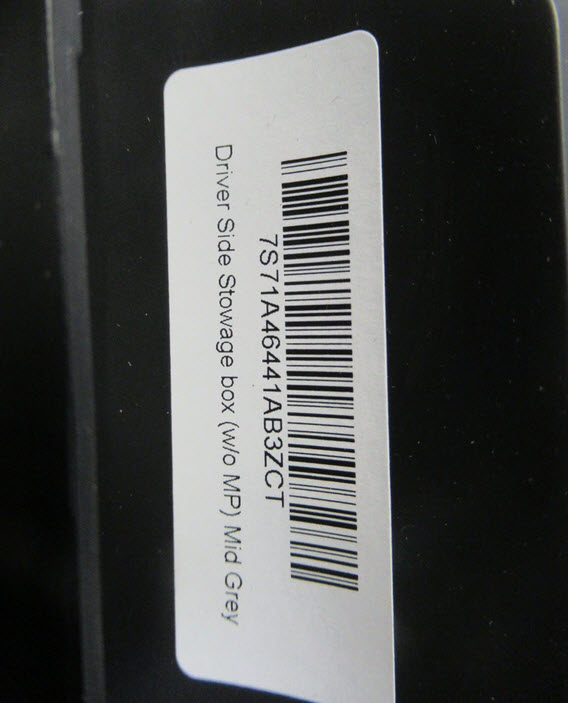 7S71A46441AB3ZCT
Driver Side Stowage box (w/o MP) Mid Grey